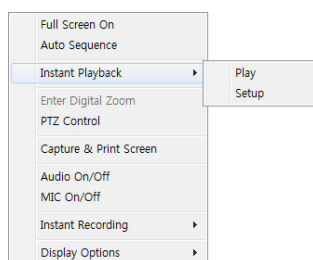 Full Screen On
Auto Sequence
Instant Playback
Play
Setup
Enter Digital Zoom
PTZ Control
Capture & Print Screen
Audio On/Off
MIC On/Off
Instant Recording
Display Options